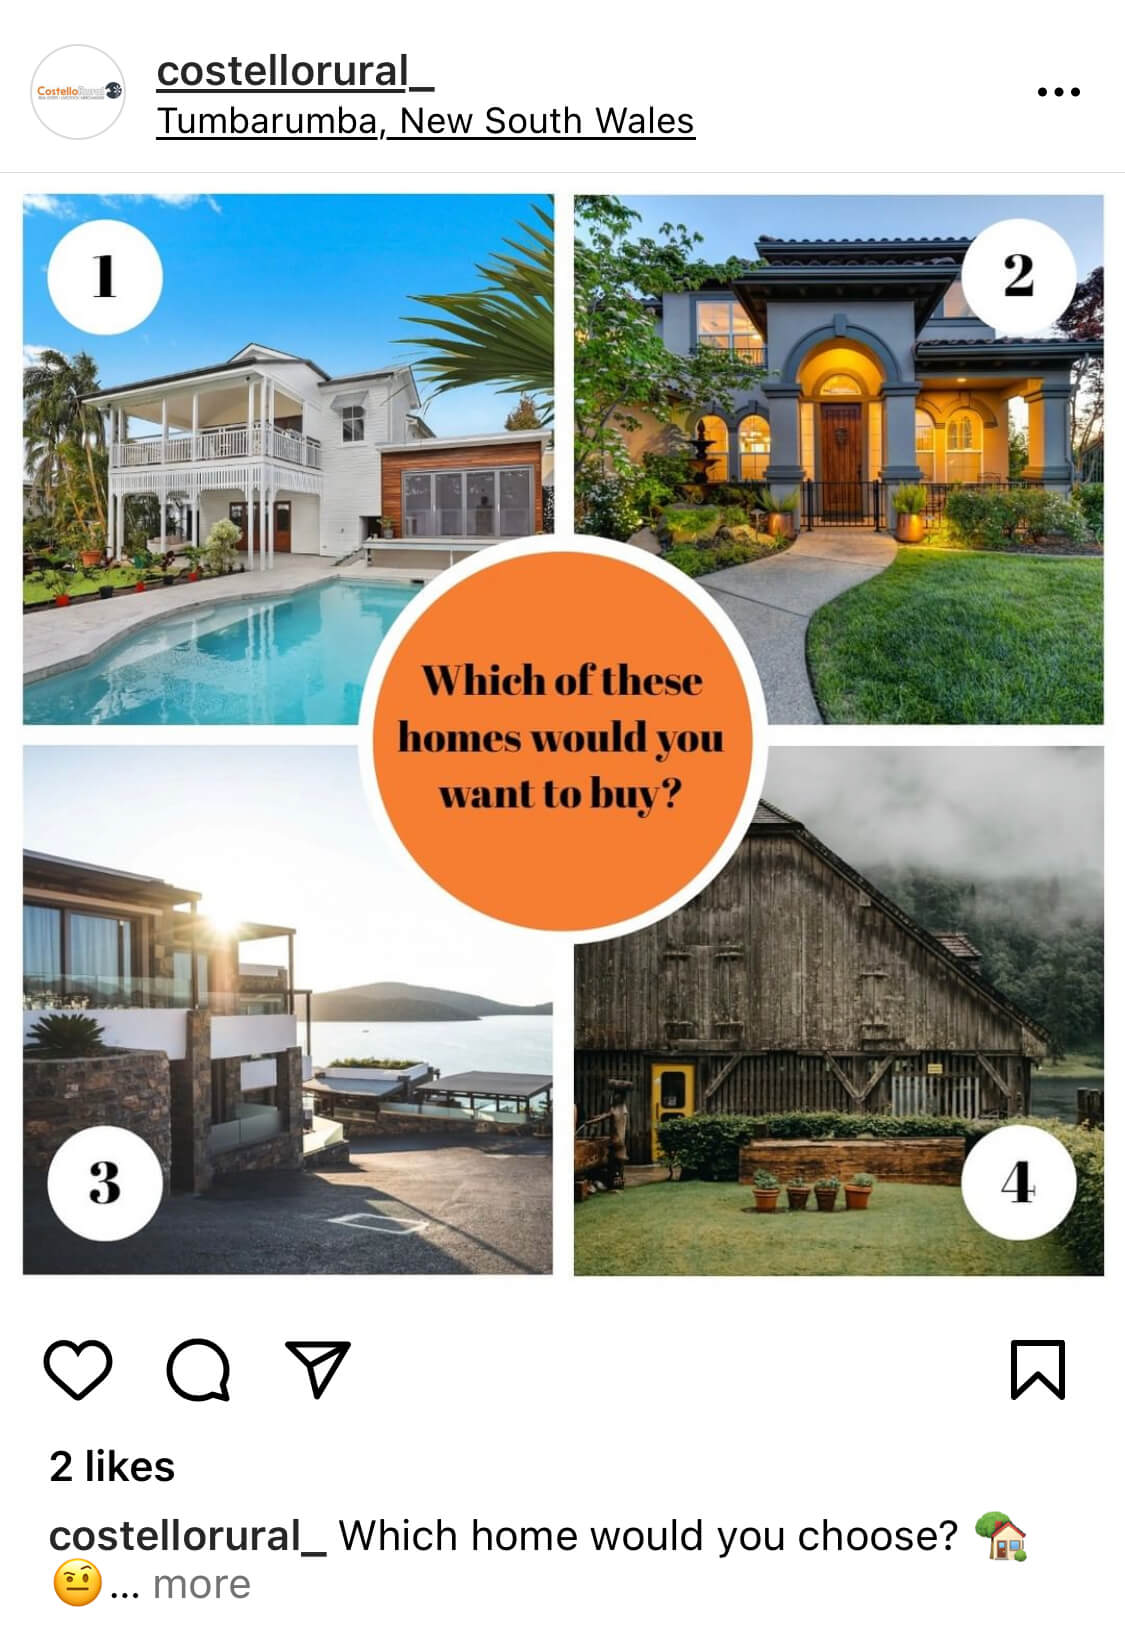 CostelloRural
costellorural_
Tumbarumba, New South Wales
1
2
Which of these
homes would you
want to buy?
3
4
2 likes
costellorural_ Which home would you choose? 🏡
🤨... more